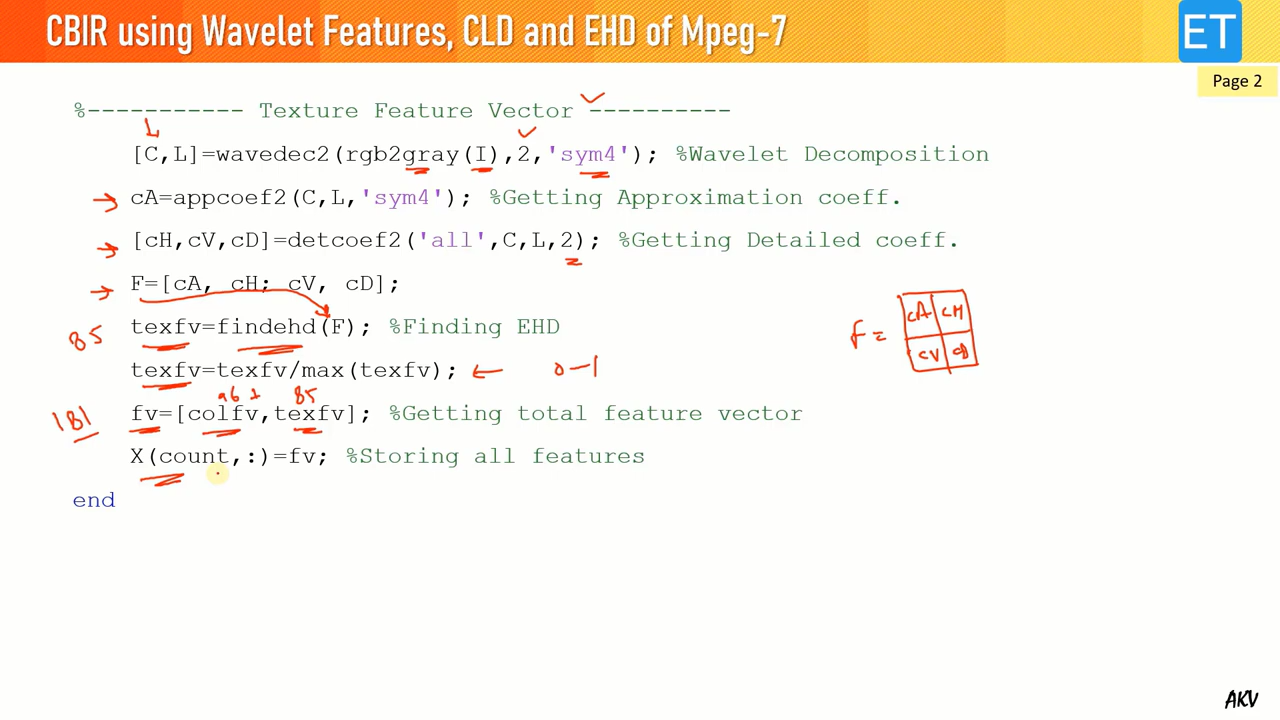 CBIR using Wavelet Features, CLD and EHD of Mpeg-7
ET
Page 2
%----------- Texture Feature Vector ----------
L
[C,L]=wavedec2(rgb2gray(I),2,'sym4'); %Wavelet Decomposition
cA=appcoef2(C,L,'sym4'); %Getting Approximation coeff.
[cH,cV,cD]=detcoef2('all',C,L,2); %Getting Detailed coeff.
F=[cA, cH; cV, cD];
cA cH
F=
cV cD
85 texfv=findehd(F); %Finding EHD
texfv=texfv/max(texfv); 0-1
96 + 85
181 fv=[colfv,texfv]; %Getting total feature vector
X(count,:)=fv; %Storing all features
end
AKV